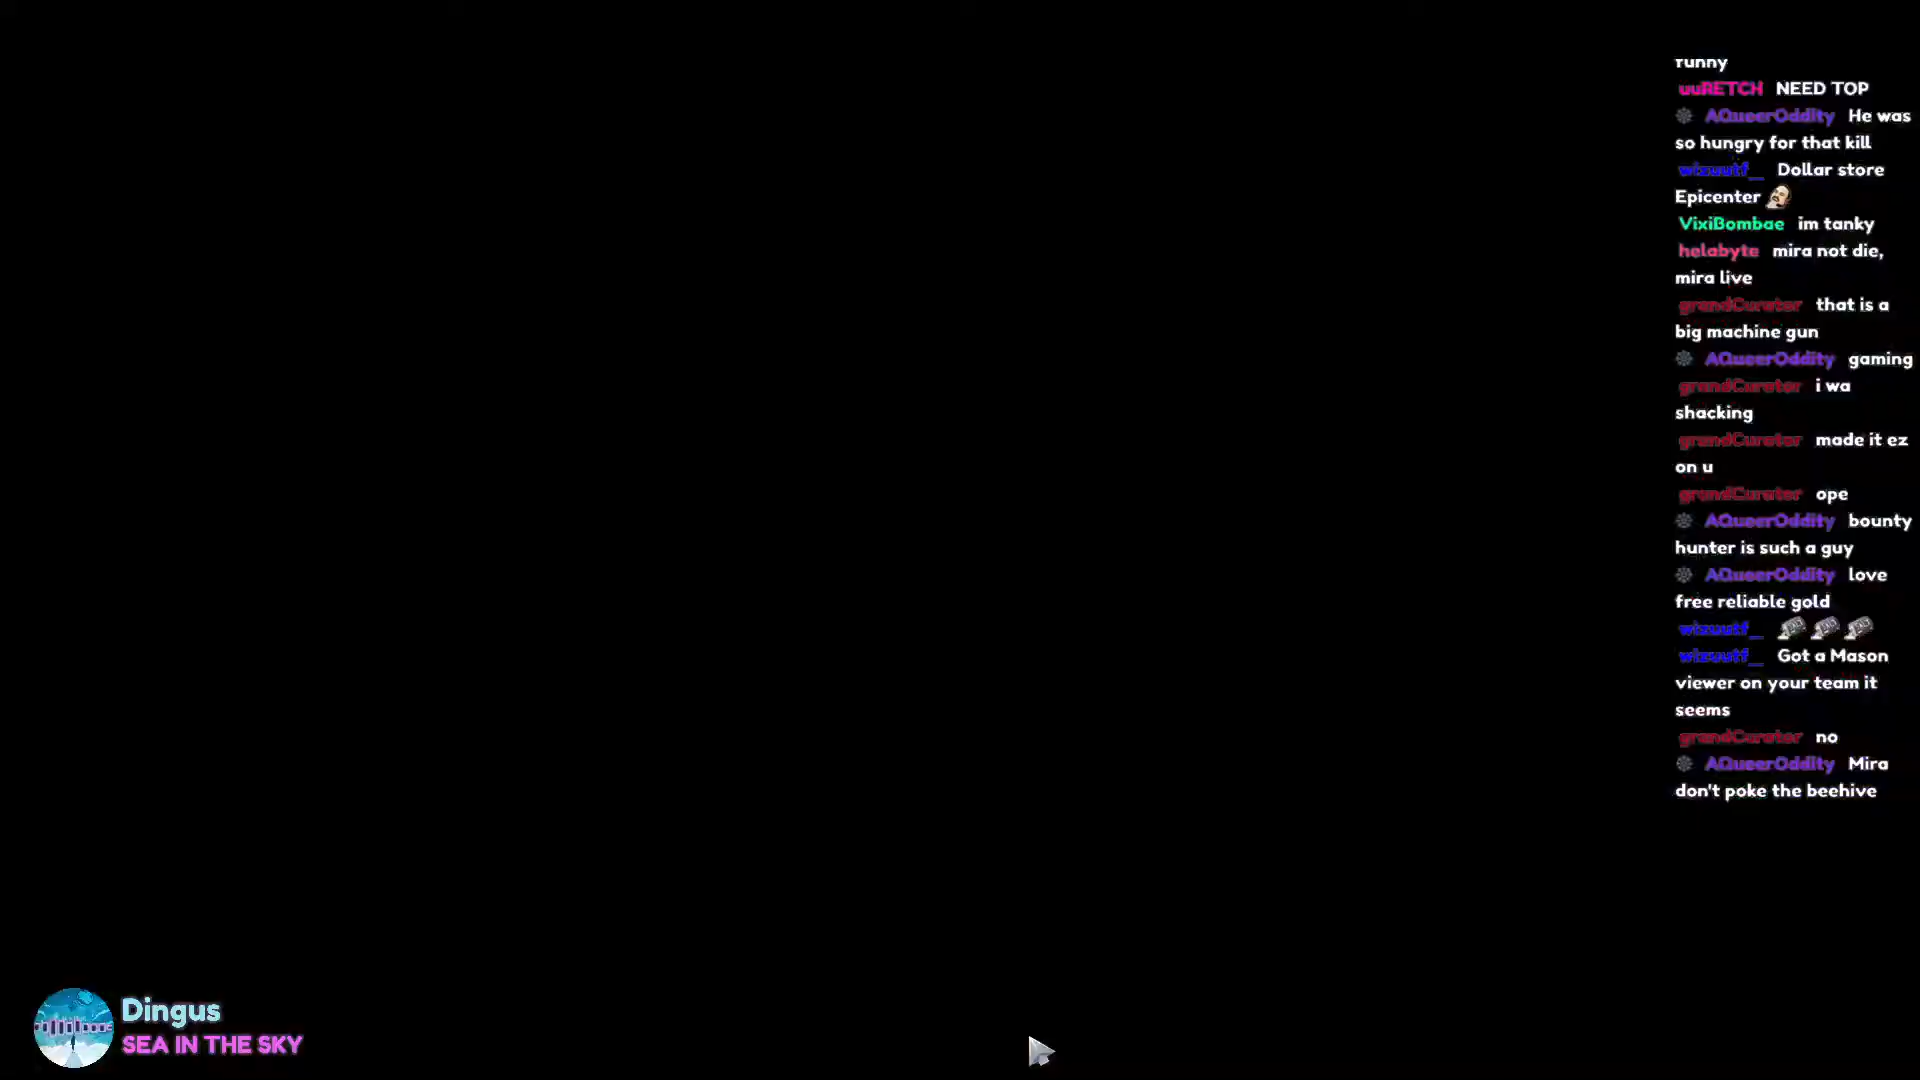 funny
uuRETCH NEED TOP
AQueerOddity He was
so hungry for that kill
wizuutf_ Dollar store
Epicenter
VixiBombae im tanky
helabyte mira not die,
mira live
grandCurator that is a
big machine gun
AQueerOddity gaming
grandCurator i wa
shacking
grandCurator made it ez
on u
grandCurator ope
AQueerOddity bounty
hunter is such a guy
AQueerOddity love
free reliable gold
wizuutf_
wizuutf_ Got a Mason
viewer on your team it
seems
grandCurator no
AQueerOddity Mira
don't poke the beehive
Dingus
SEA IN THE SKY